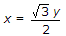 x = √3 y / 2